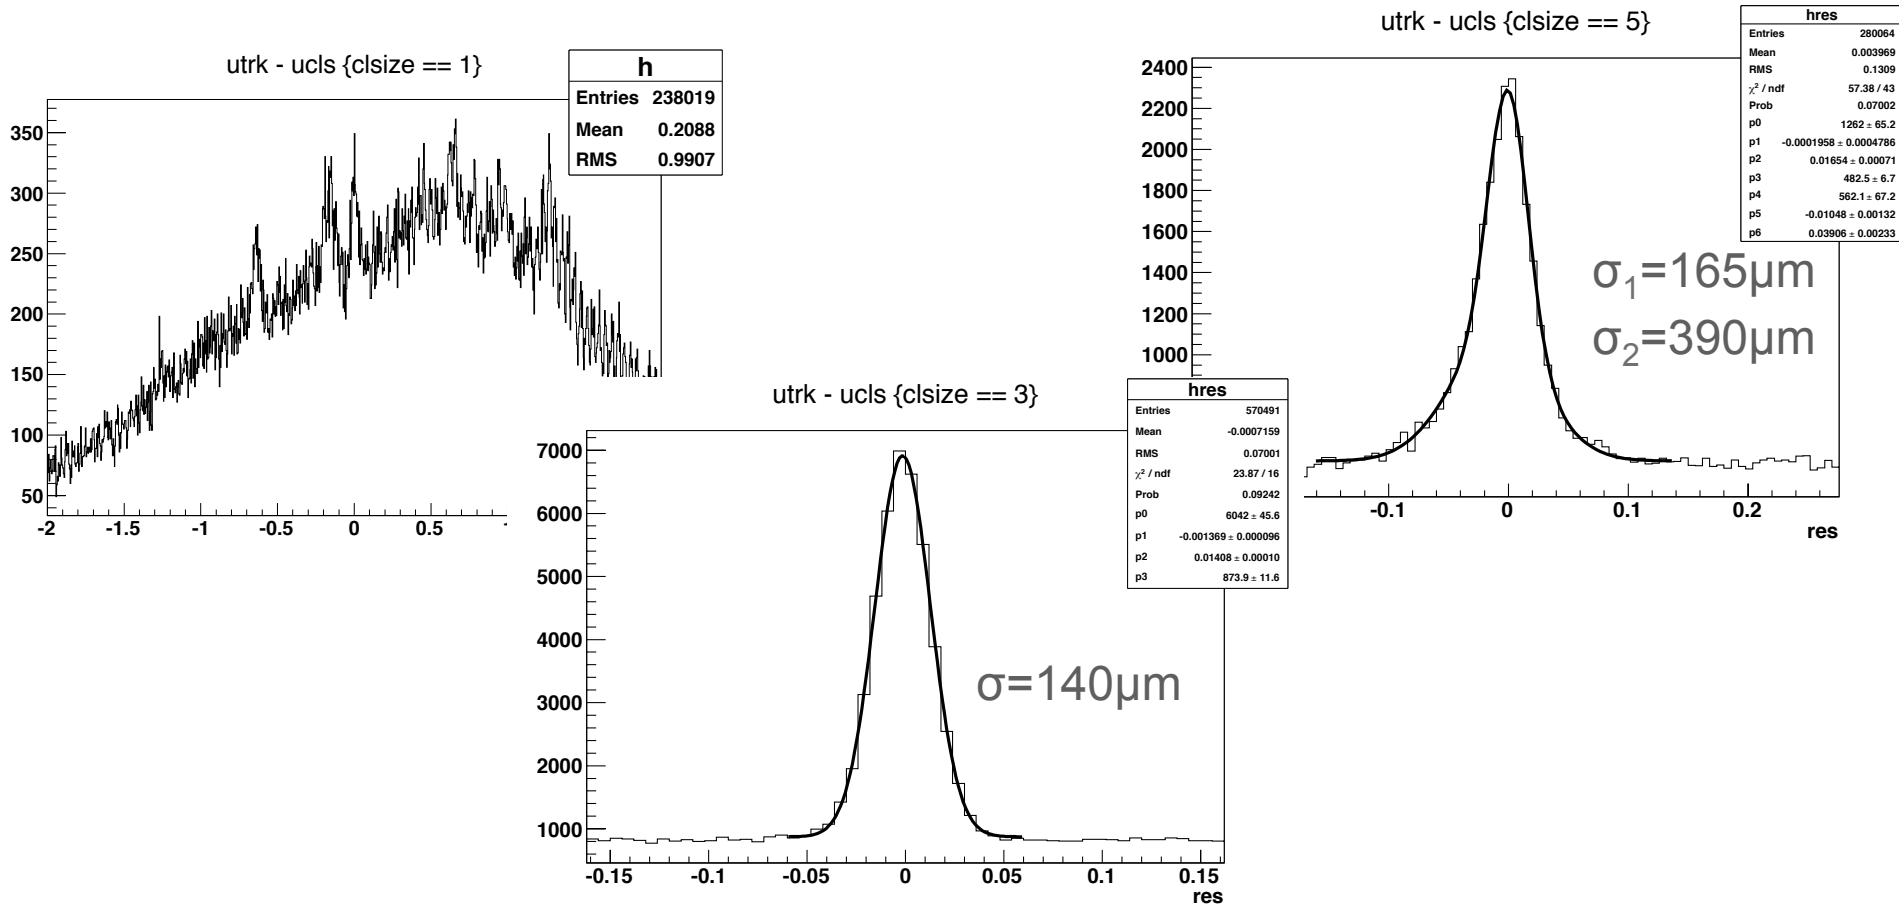 utrk - ucls {clsize == 1}
h
Entries 238019
Mean 0.2088
RMS 0.9907
350
300
250
200
150
100
50
-2 -1.5 -1 -0.5 0 0.5
utrk - ucls {clsize == 5}
hres
Entries 280064
Mean 0.003969
RMS 0.1309
χ² / ndf 57.38 / 43
Prob 0.07002
p0 1262 ± 65.2
p1 -0.0001958 ± 0.0004786
p2 0.01654 ± 0.00071
p3 482.5 ± 6.7
p4 562.1 ± 67.2
p5 -0.01048 ± 0.00132
p6 0.03906 ± 0.00233
2400
2200
2000
1800
1600
1400
1200
1000
σ₁=165μm
σ₂=390μm
-0.1 0 0.1 0.2
res
utrk - ucls {clsize == 3}
hres
Entries 570491
Mean -0.0007159
RMS 0.07001
χ² / ndf 23.87 / 16
Prob 0.09242
p0 6042 ± 45.6
p1 -0.001369 ± 0.000096
p2 0.01408 ± 0.00010
p3 873.9 ± 11.6
7000
6000
5000
4000
3000
2000
1000
σ=140μm
-0.15 -0.1 -0.05 0 0.05 0.1 0.15
res